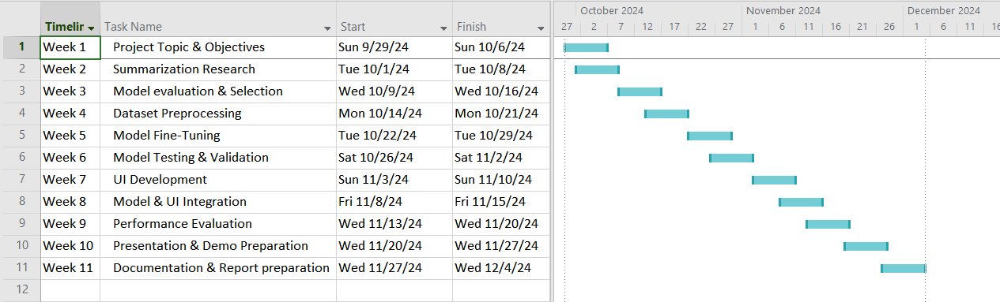 October 2024 November 2024 December 2024
Timelir Task Name Start Finish 27 2 7 12 17 22 27 1 6 11 16 21 26 1 6 11 16
1 Week 1 Project Topic & Objectives Sun 9/29/24 Sun 10/6/24
2 Week 2 Summarization Research Tue 10/1/24 Tue 10/8/24
3 Week 3 Model evaluation & Selection Wed 10/9/24 Wed 10/16/24
4 Week 4 Dataset Preprocessing Mon 10/14/24 Mon 10/21/24
5 Week 5 Model Fine-Tuning Tue 10/22/24 Tue 10/29/24
6 Week 6 Model Testing & Validation Sat 10/26/24 Sat 11/2/24
7 Week 7 UI Development Sun 11/3/24 Sun 11/10/24
8 Week 8 Model & UI Integration Fri 11/8/24 Fri 11/15/24
9 Week 9 Performance Evaluation Wed 11/13/24 Wed 11/20/24
10 Week 10 Presentation & Demo Preparation Wed 11/20/24 Wed 11/27/24
11 Week 11 Documentation & Report preparation Wed 11/27/24 Wed 12/4/24
12